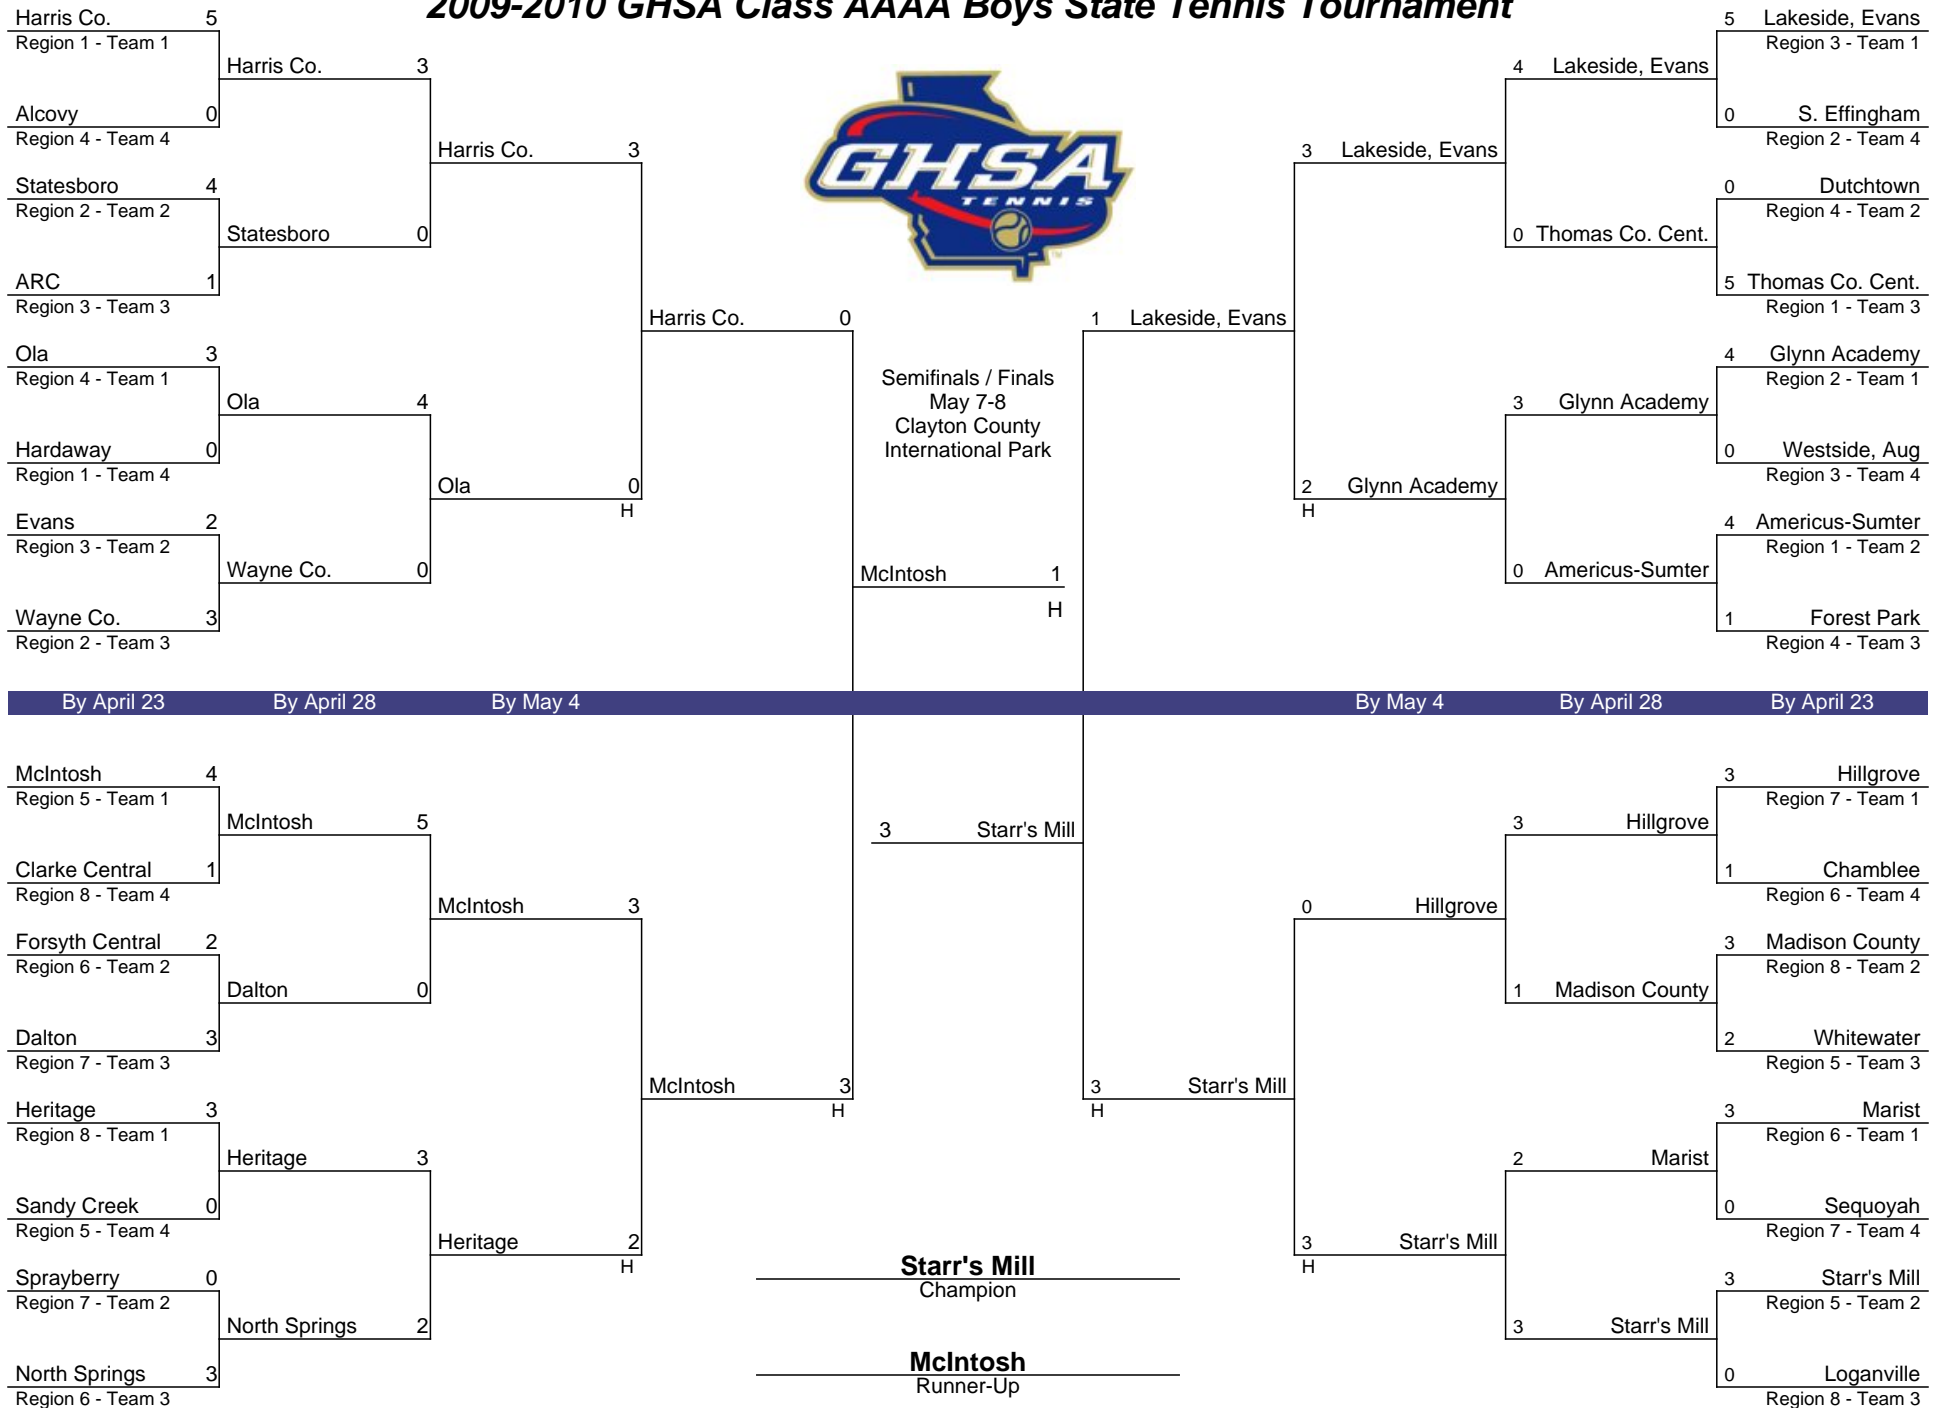 2009-2010 GHSA Class AAAA Boys State Tennis Tournament
Harris Co. 5
Region 1 - Team 1
Alcovy 0
Region 4 - Team 4
Statesboro 4
Region 2 - Team 2
ARC 1
Region 3 - Team 3
Ola 3
Region 4 - Team 1
Hardaway 0
Region 1 - Team 4
Evans 2
Region 3 - Team 2
Wayne Co. 3
Region 2 - Team 3
Harris Co. 3
Statesboro 0
Ola 4
Wayne Co. 0
Harris Co. 3
Ola 0
H
Harris Co. 0
GHSA
TENNIS
TM
Semifinals / Finals
May 7-8
Clayton County
International Park
McIntosh 1
H
1 Lakeside, Evans
3 Lakeside, Evans
2 Glynn Academy
H
4 Lakeside, Evans
0 Thomas Co. Cent.
3 Glynn Academy
0 Americus-Sumter
5 Lakeside, Evans
Region 3 - Team 1
0 S. Effingham
Region 2 - Team 4
0 Dutchtown
Region 4 - Team 2
5 Thomas Co. Cent.
Region 1 - Team 3
4 Glynn Academy
Region 2 - Team 1
0 Westside, Aug
Region 3 - Team 4
4 Americus-Sumter
Region 1 - Team 2
1 Forest Park
Region 4 - Team 3
By April 23 By April 28 By May 4 By May 4 By April 28 By April 23
McIntosh 4
Region 5 - Team 1
Clarke Central 1
Region 8 - Team 4
Forsyth Central 2
Region 6 - Team 2
Dalton 3
Region 7 - Team 3
Heritage 3
Region 8 - Team 1
Sandy Creek 0
Region 5 - Team 4
Sprayberry 0
Region 7 - Team 2
North Springs 3
Region 6 - Team 3
McIntosh 5
Dalton 0
Heritage 3
North Springs 2
McIntosh 3
Heritage 2
H
McIntosh 3
H
3 Starr's Mill
Starr's Mill
Champion
McIntosh
Runner-Up
3 Starr's Mill
H
0 Hillgrove
3 Starr's Mill
H
3 Hillgrove
1 Madison County
2 Marist
3 Starr's Mill
3 Hillgrove
Region 7 - Team 1
1 Chamblee
Region 6 - Team 4
3 Madison County
Region 8 - Team 2
2 Whitewater
Region 5 - Team 3
3 Marist
Region 6 - Team 1
0 Sequoyah
Region 7 - Team 4
3 Starr's Mill
Region 5 - Team 2
0 Loganville
Region 8 - Team 3